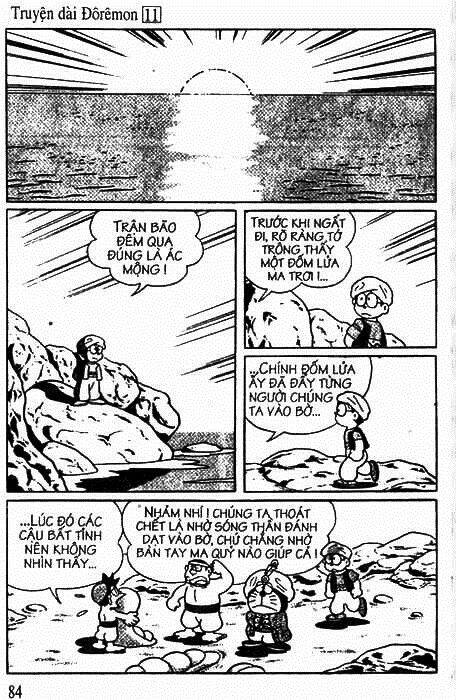 Truyện dài Đôrêmon 11
TRẬN BÃO
ĐÊM QUA
ĐÚNG LÀ ÁC
MỘNG !
TRƯỚC KHI NGẤT
ĐI, RÕ RÀNG TỚ
TRÔNG THẤY
MỘT ĐỐM LỬA
MA TRƠI !...
...CHÍNH ĐỐM LỬA
ẤY ĐÃ ĐẨY TỪNG
NGƯỜI CHÚNG
TA VÀO BỜ...
...LÚC ĐÓ CÁC
CẬU BẤT TỈNH
NÊN KHÔNG
NHÌN THẤY...
NHẢM NHÍ ! CHÚNG TA THOÁT
CHẾT LÀ NHỜ SÓNG THẦN ĐÁNH
DẠT VÀO BỜ, CHỨ CHẲNG NHỜ
BÀN TAY MA QUỶ NÀO GIÚP CẢ !
84